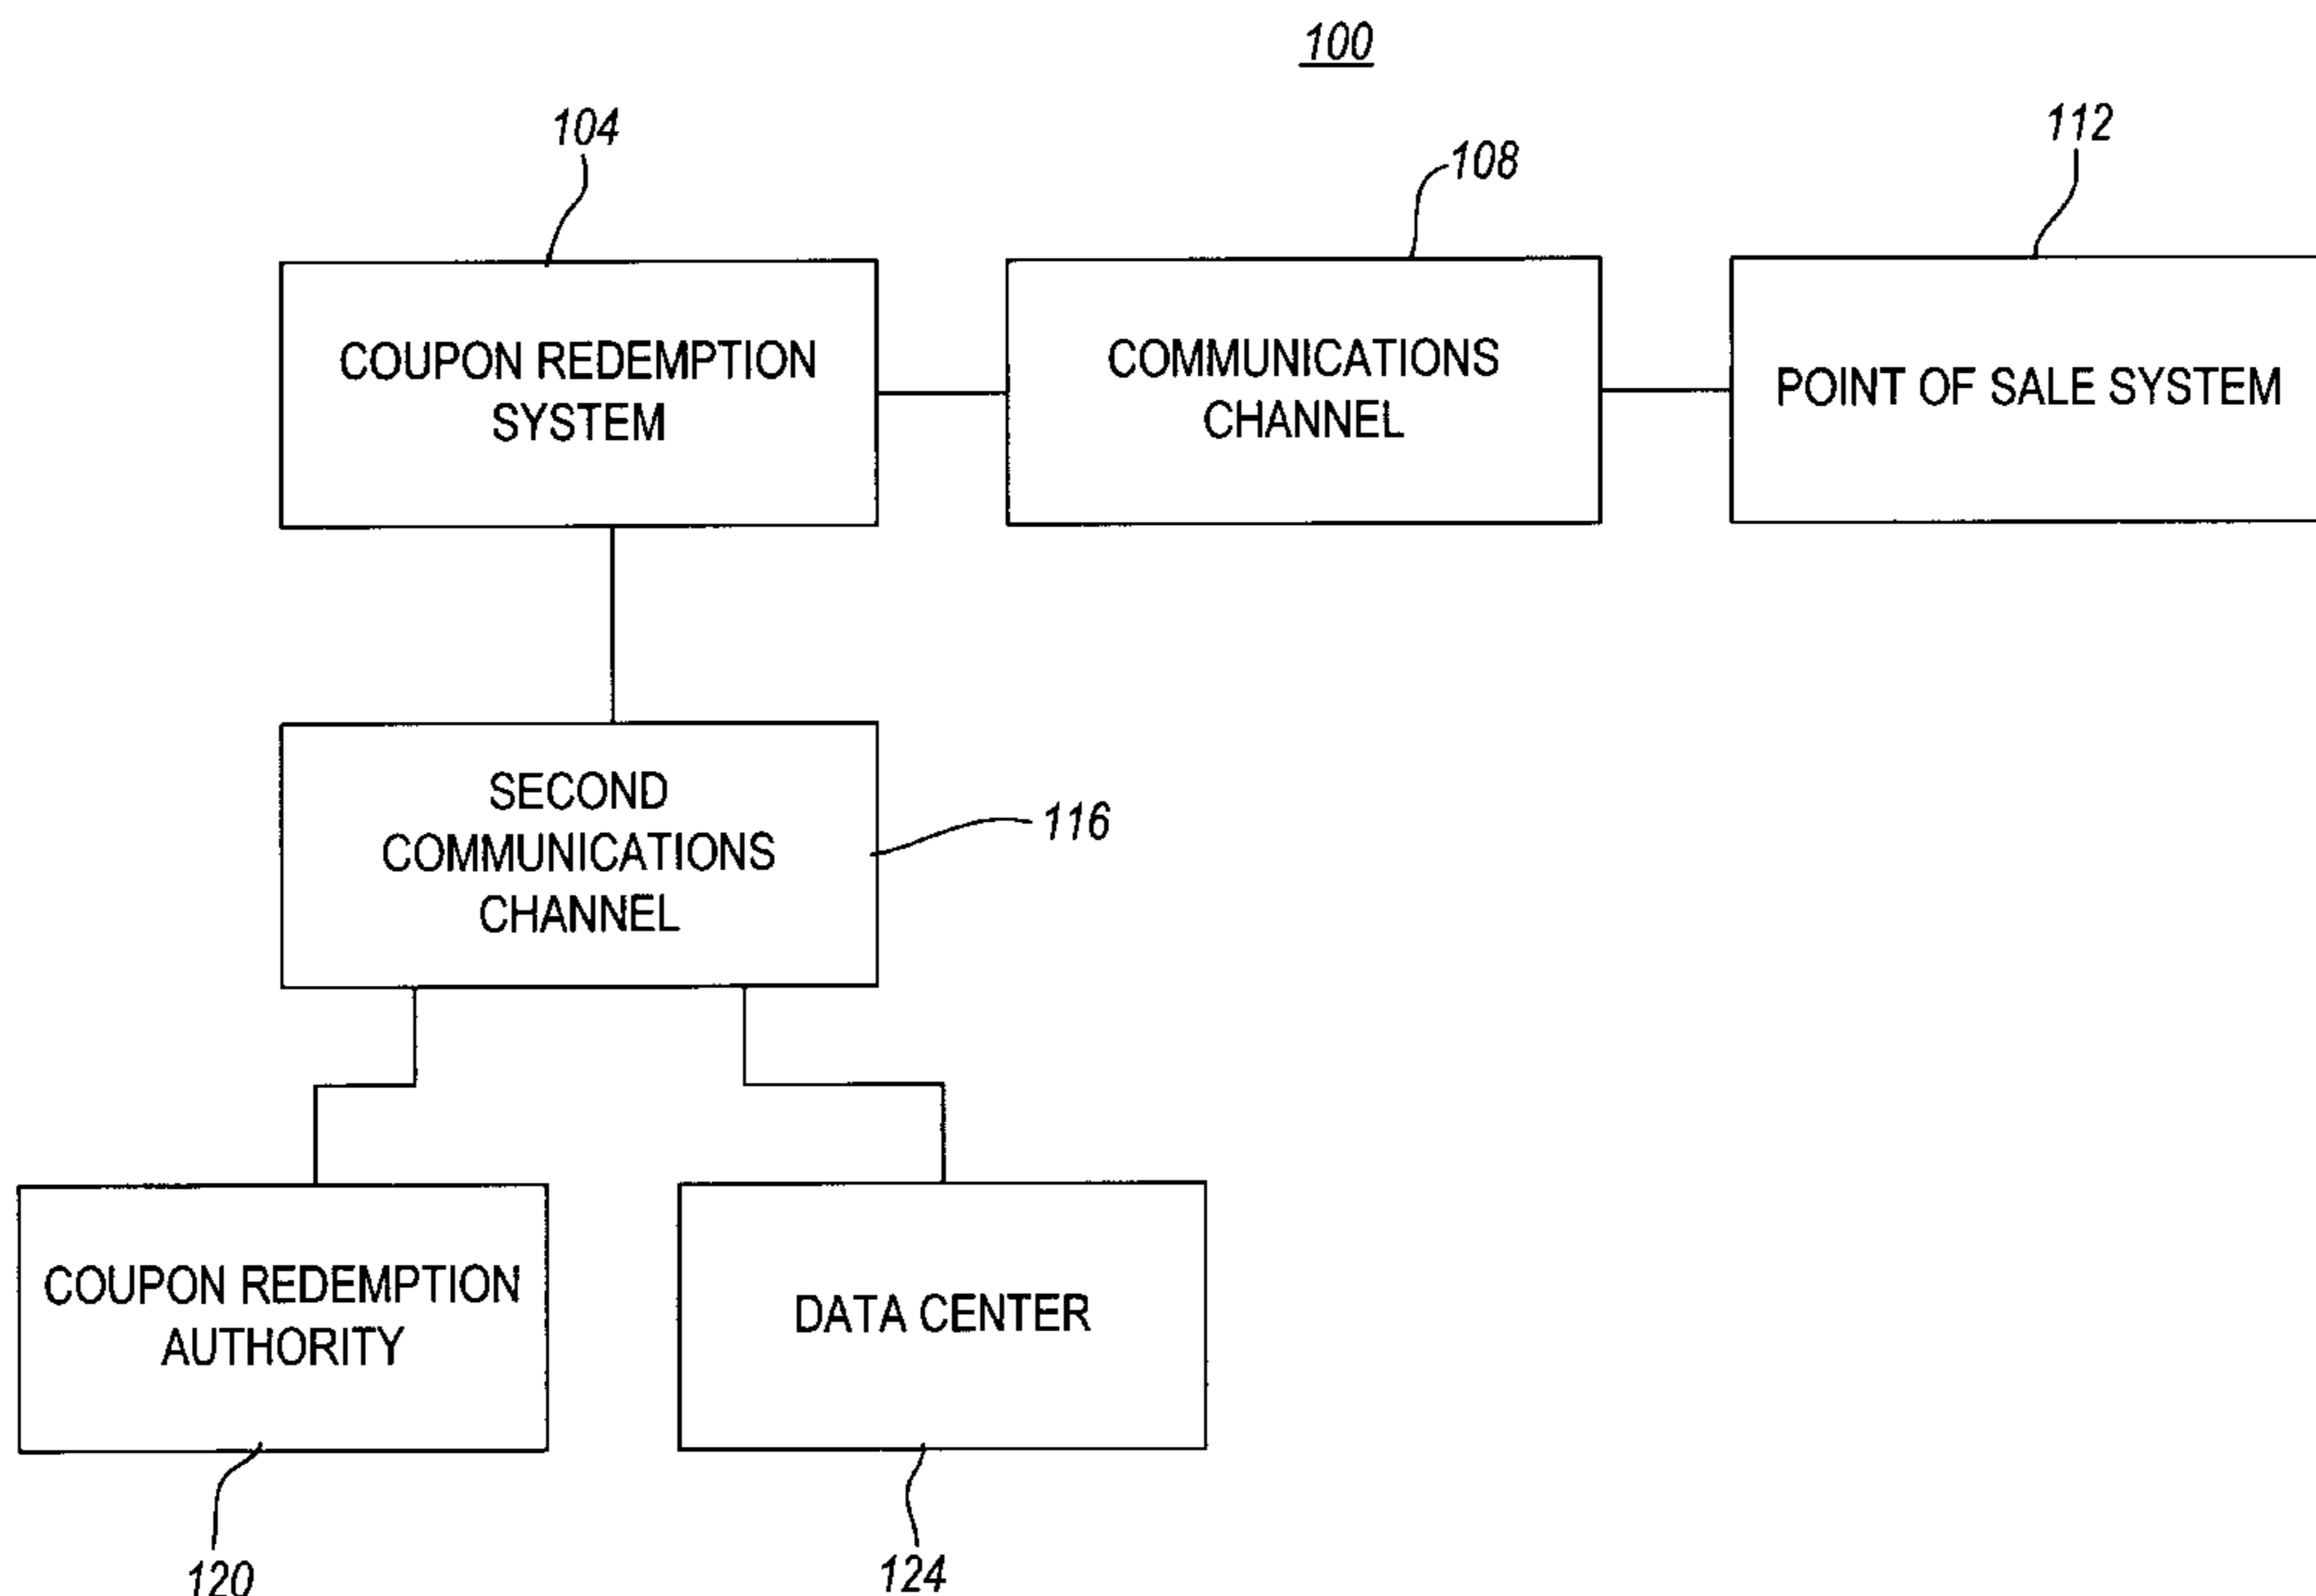 100
104
108
112
COUPON REDEMPTION
SYSTEM
COMMUNICATIONS
CHANNEL
POINT OF SALE SYSTEM
SECOND
COMMUNICATIONS
CHANNEL
116
COUPON REDEMPTION
AUTHORITY
DATA CENTER
120
124